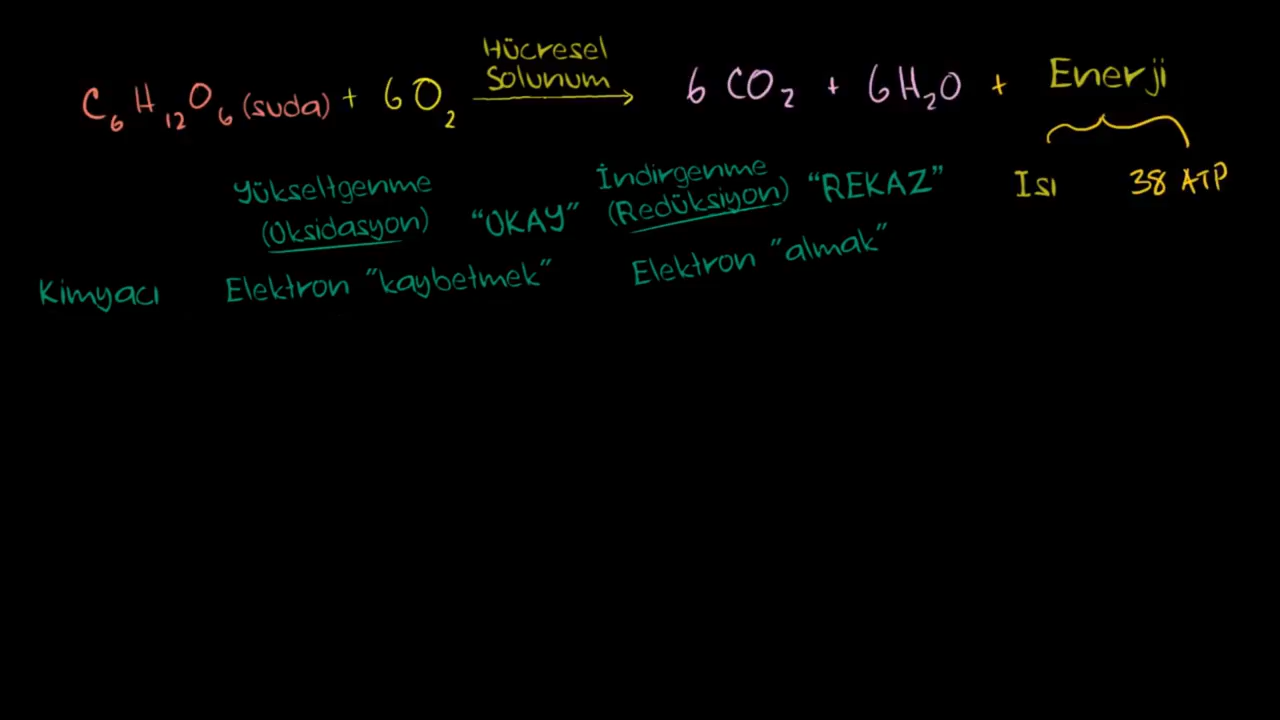 C₆H₁₂O₆ (suda) + 6O₂ Hücresel Solunum → 6CO₂ + 6H₂O + Enerji
Isı 38 ATP
Yükseltgenme
(Oksidasyon) "OKAY"
İndirgenme
(Redüksiyon) "REKAZ"
Kimyacı Elektron "kaybetmek" Elektron "almak"